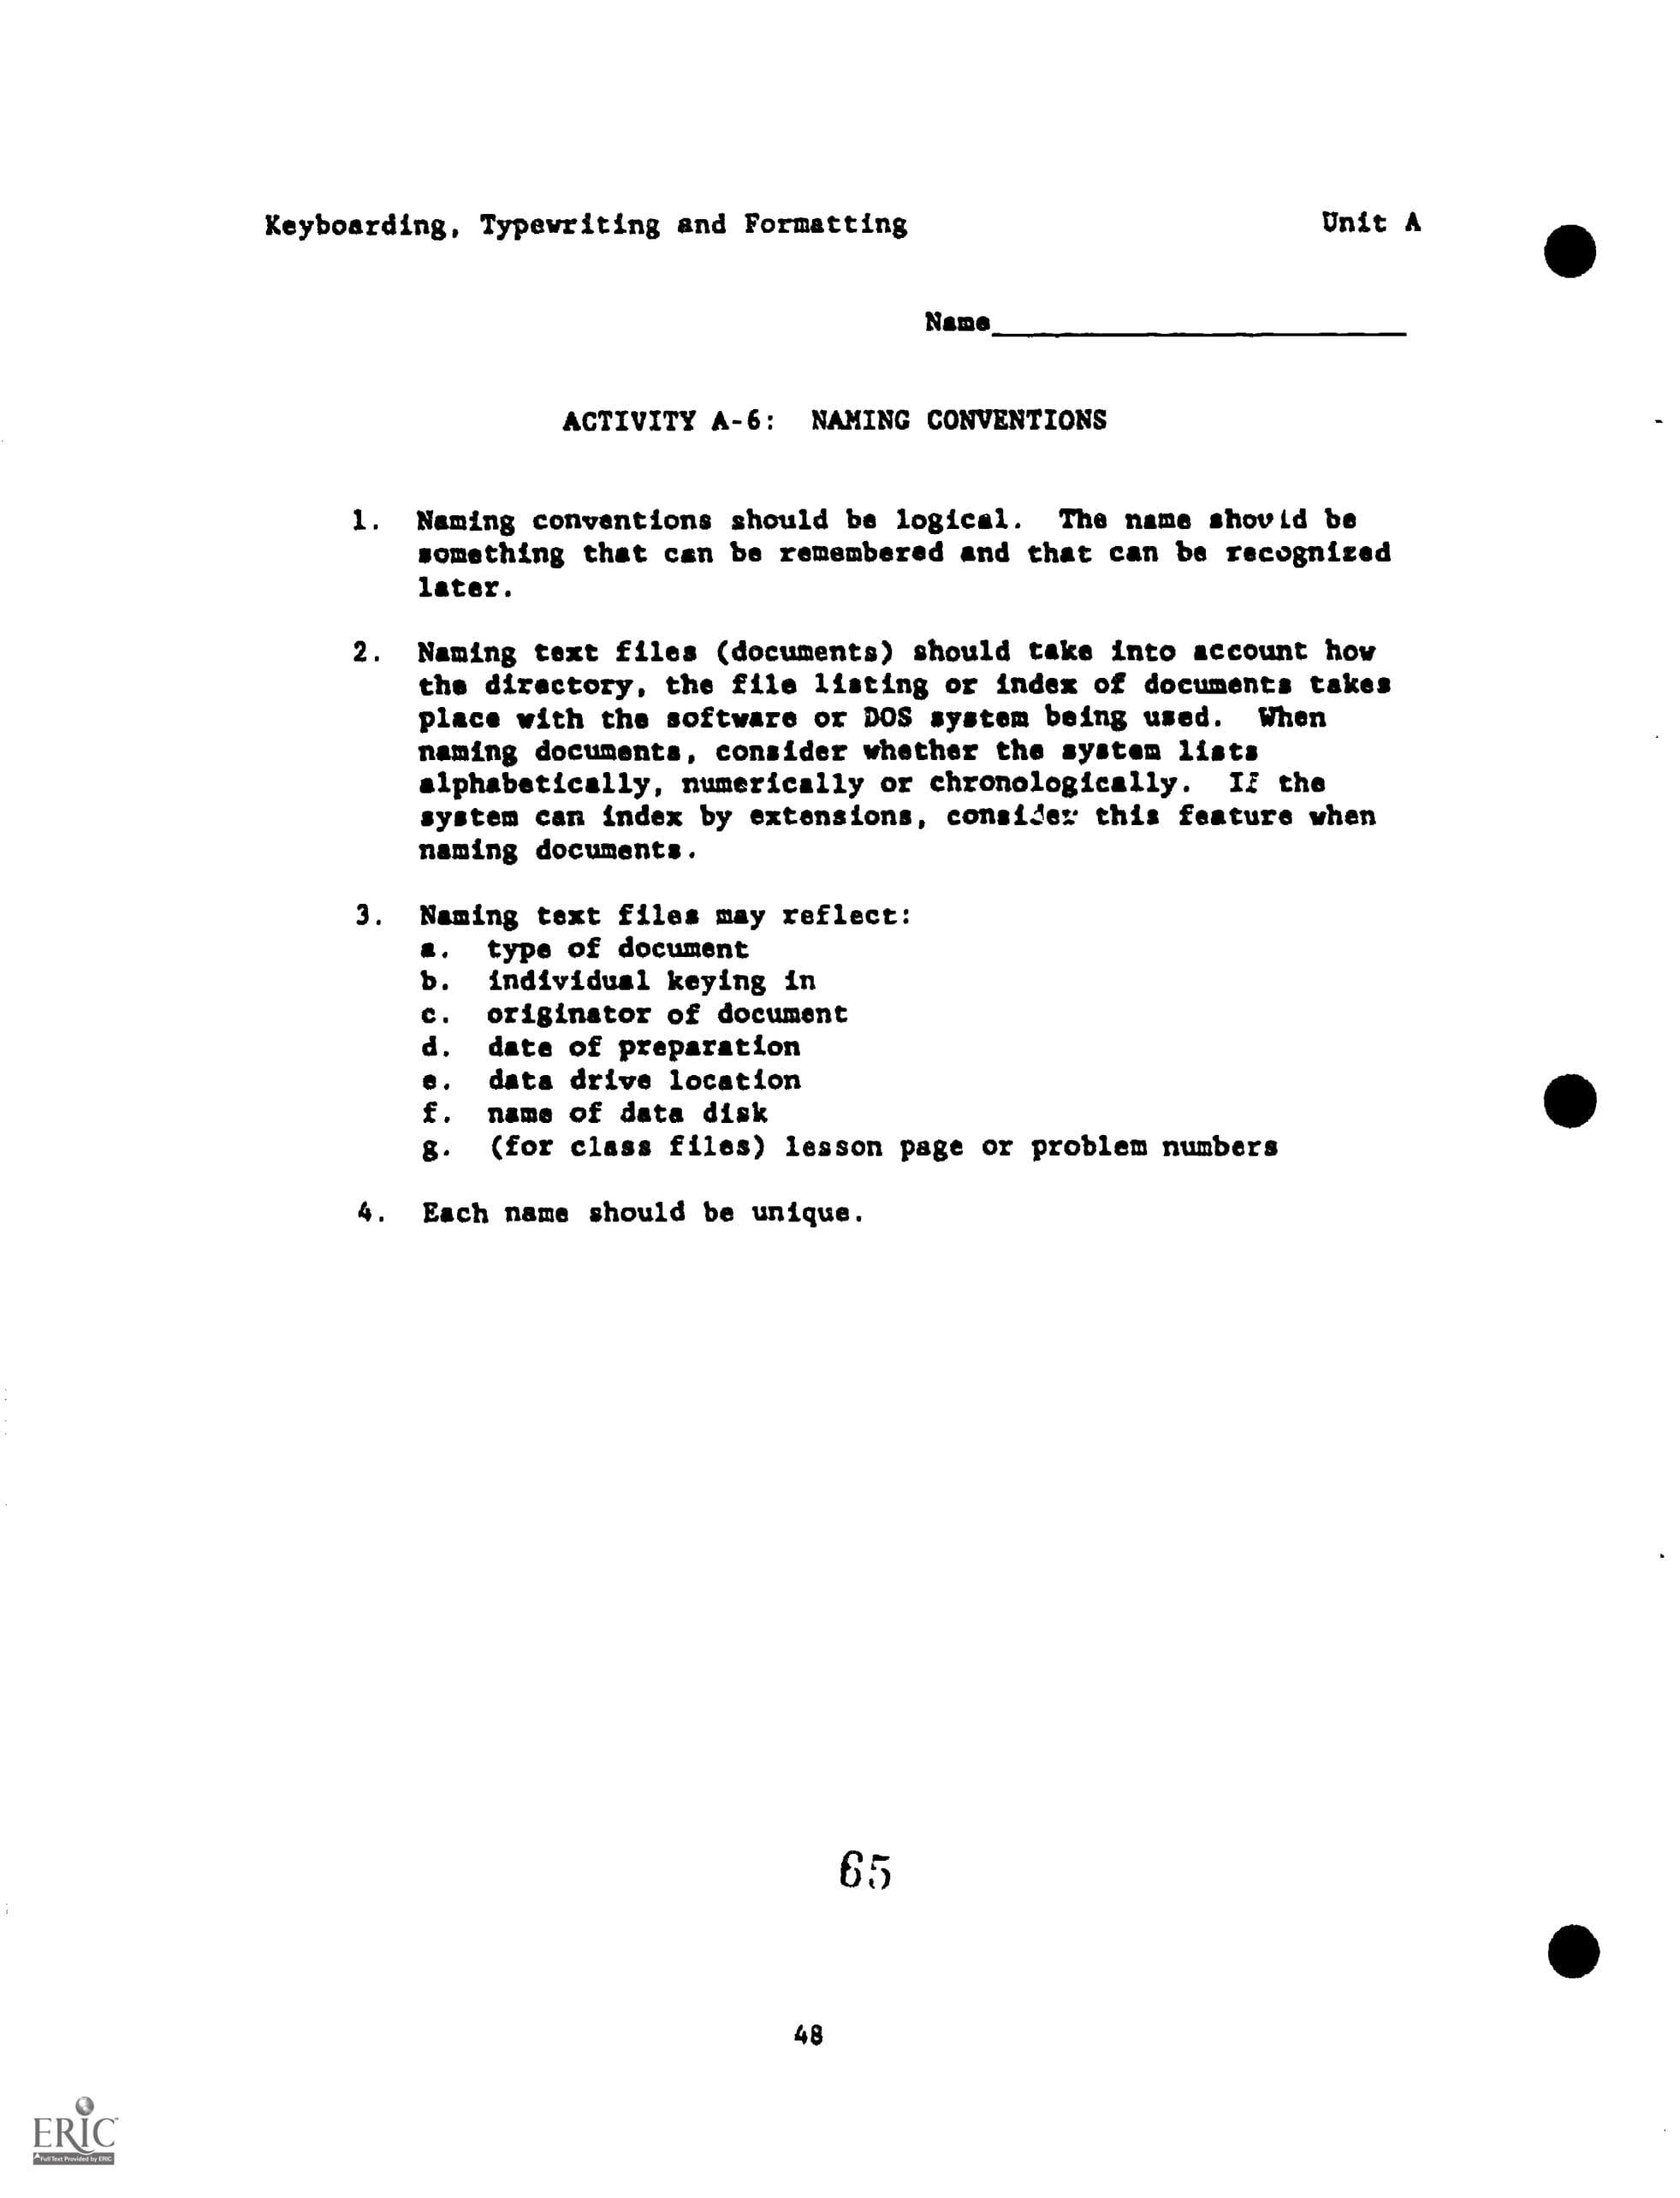 Keyboarding, Typewriting and Formatting Unit A
Name
ACTIVITY A-6: NAMING CONVENTIONS
1. Naming conventions should be logical. The name should be
something that can be remembered and that can be recognized
later.
2. Naming text files (documents) should take into account how
the directory, the file listing or index of documents takes
place with the software or DOS system being used. When
naming documents, consider whether the system lists
alphabetically, numerically or chronologically. If the
system can index by extensions, consider this feature when
naming documents.
3. Naming text files may reflect:
a. type of document
b. individual keying in
c. originator of document
d. date of preparation
e. data drive location
f. name of data disk
g. (for class files) lesson page or problem numbers
4. Each name should be unique.
65
48
ERIC
Full Text Provided by ERIC